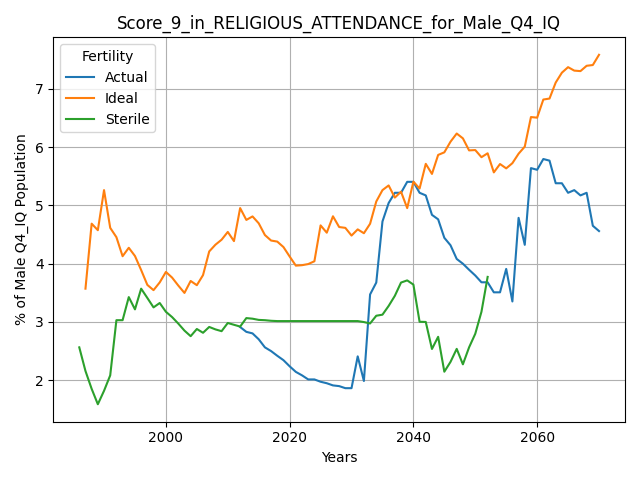 Score_9_in_RELIGIOUS_ATTENDANCE_for_Male_Q4_IQ
Fertility
Actual
Ideal
Sterile
% of Male Q4_IQ Population
7
6
5
4
3
2
2000
2020
2040
2060
Years